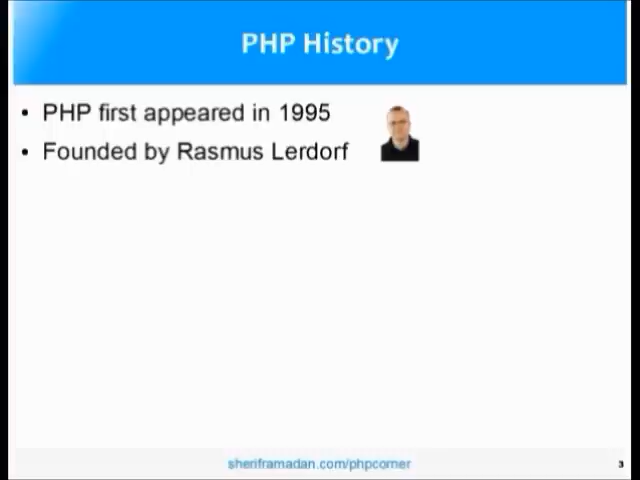 PHP History
• PHP first appeared in 1995
• Founded by Rasmus Lerdorf
sheriframadan.com/phpcorner
3